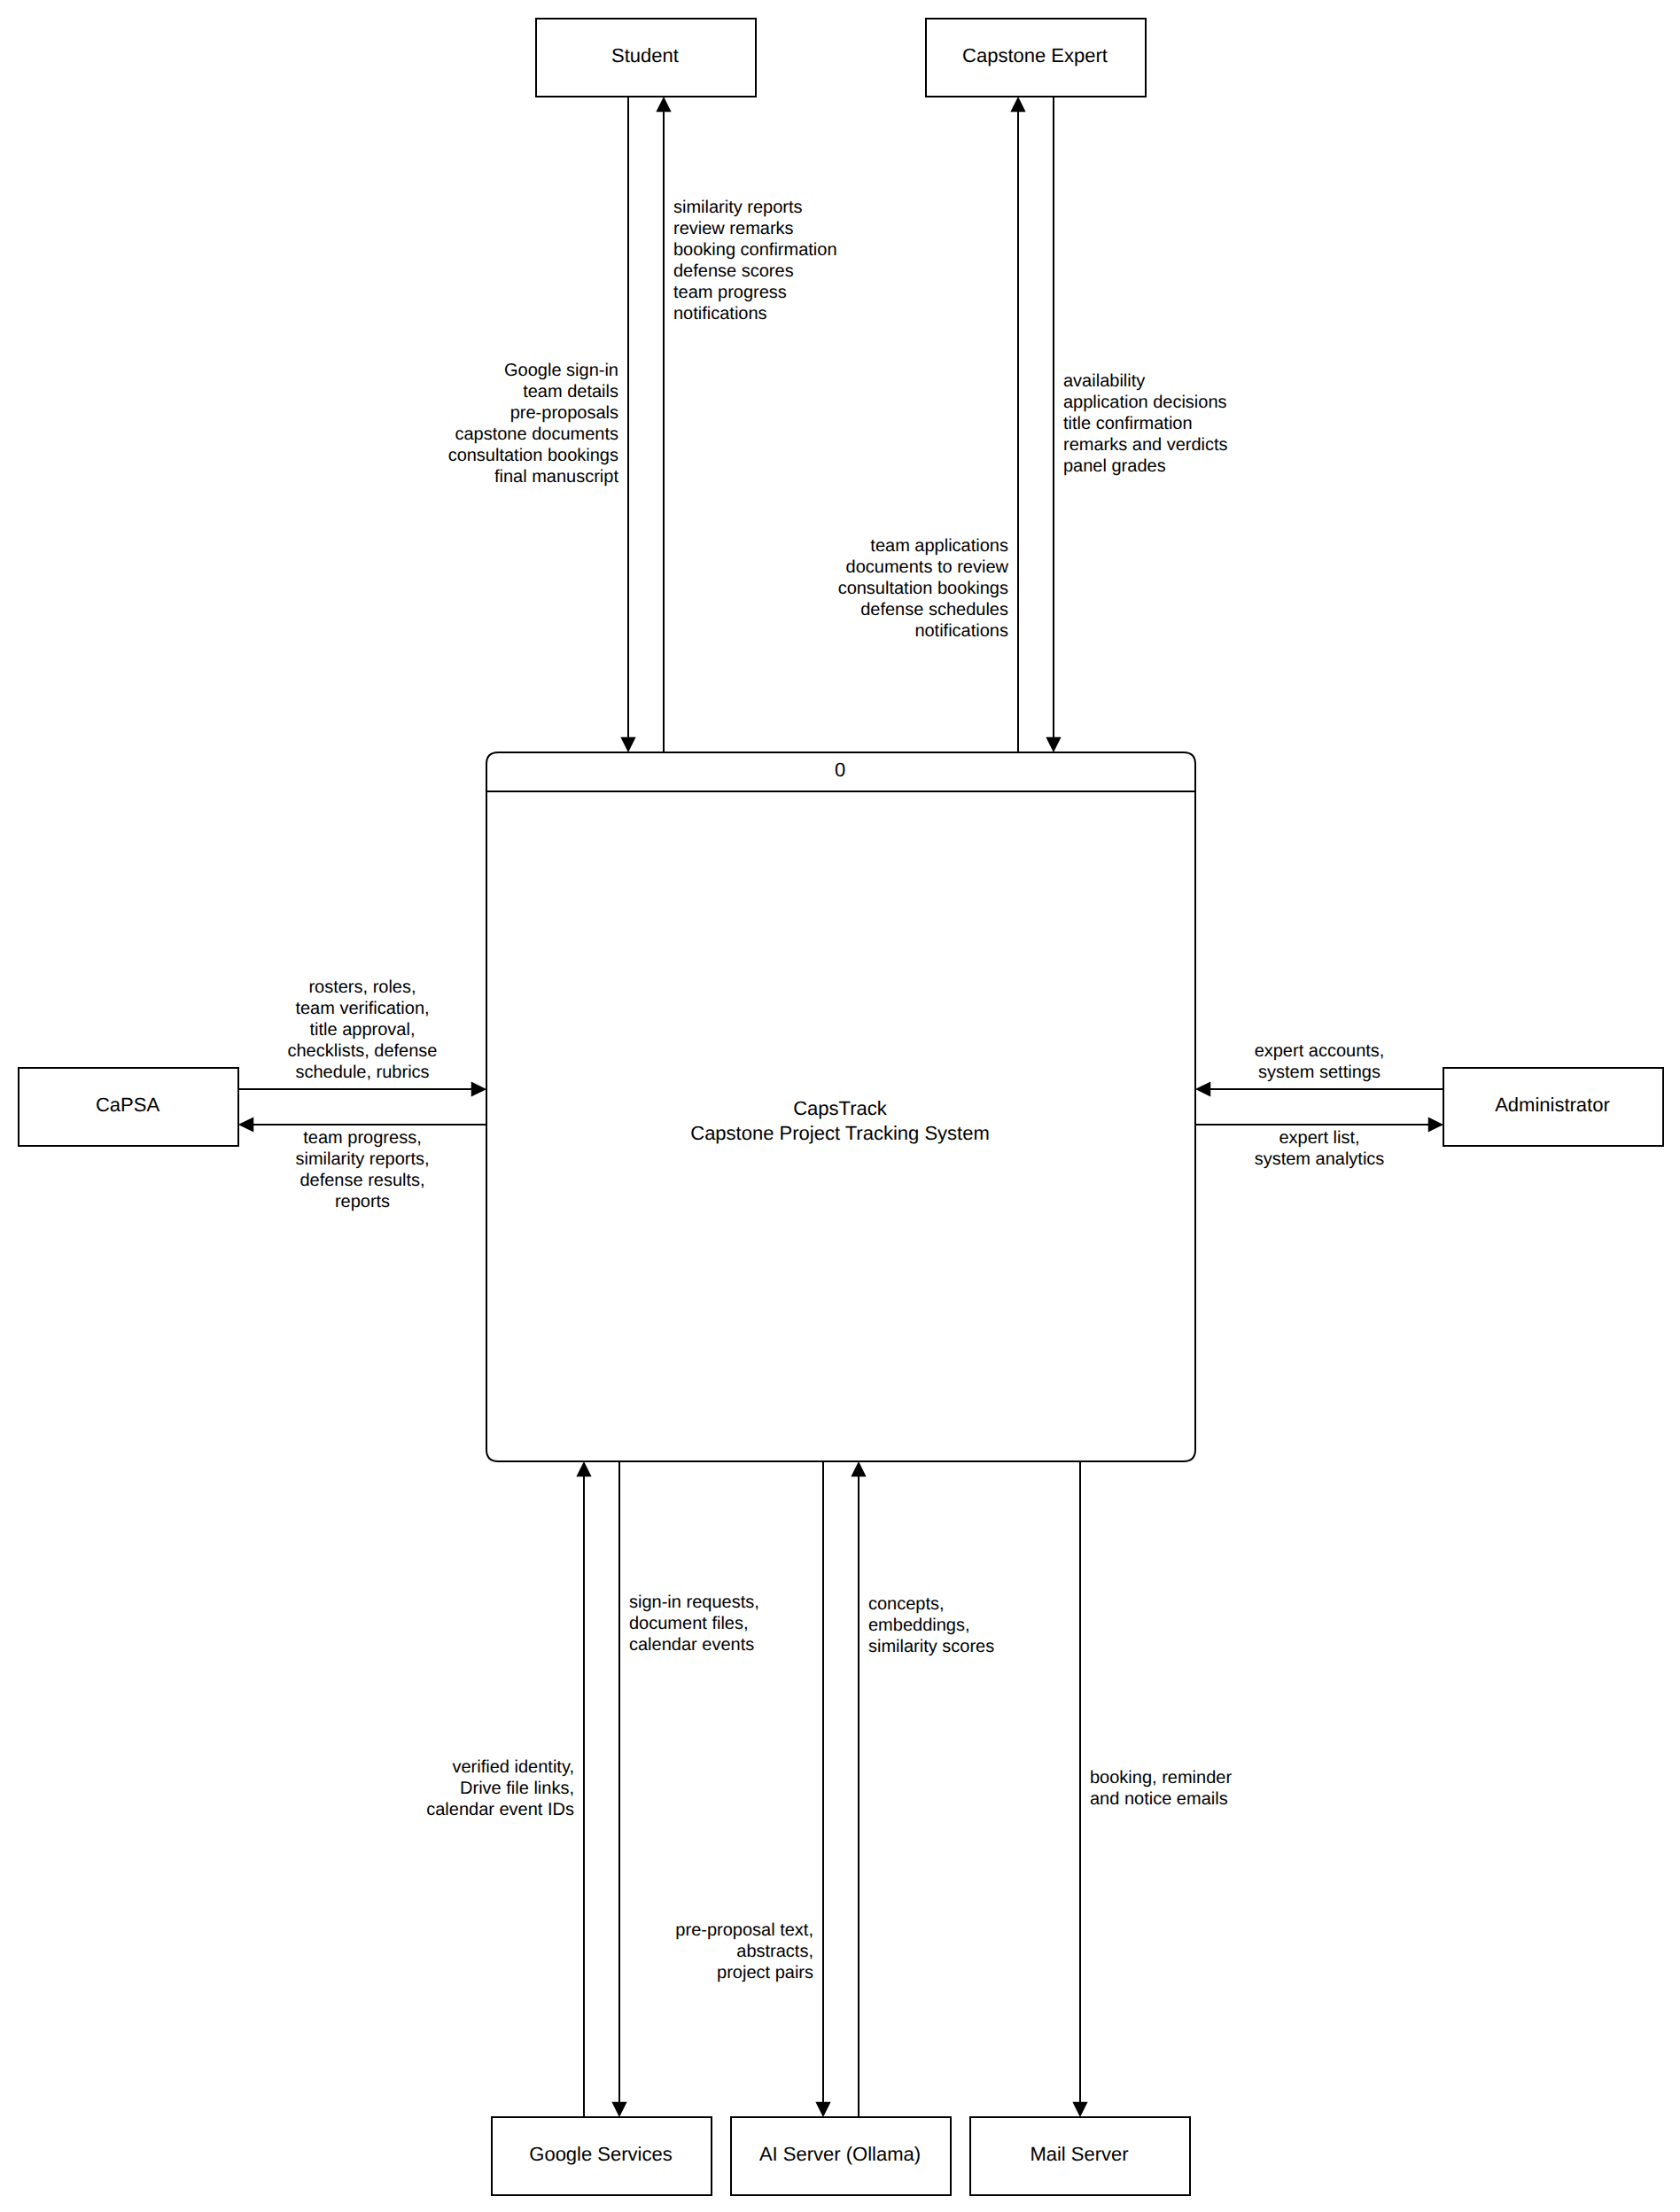 Student
Capstone Expert
similarity reports
review remarks
booking confirmation
defense scores
team progress
notifications
Google sign-in
team details
pre-proposals
capstone documents
consultation bookings
final manuscript
availability
application decisions
title confirmation
remarks and verdicts
panel grades
team applications
documents to review
consultation bookings
defense schedules
notifications
0
rosters, roles,
team verification,
title approval,
checklists, defense
schedule, rubrics
CaPSA
team progress,
similarity reports,
defense results,
reports
CapsTrack
Capstone Project Tracking System
expert accounts,
system settings
Administrator
expert list,
system analytics
sign-in requests,
document files,
calendar events
concepts,
embeddings,
similarity scores
verified identity,
Drive file links,
calendar event IDs
booking, reminder
and notice emails
pre-proposal text,
abstracts,
project pairs
Google Services
AI Server (Ollama)
Mail Server